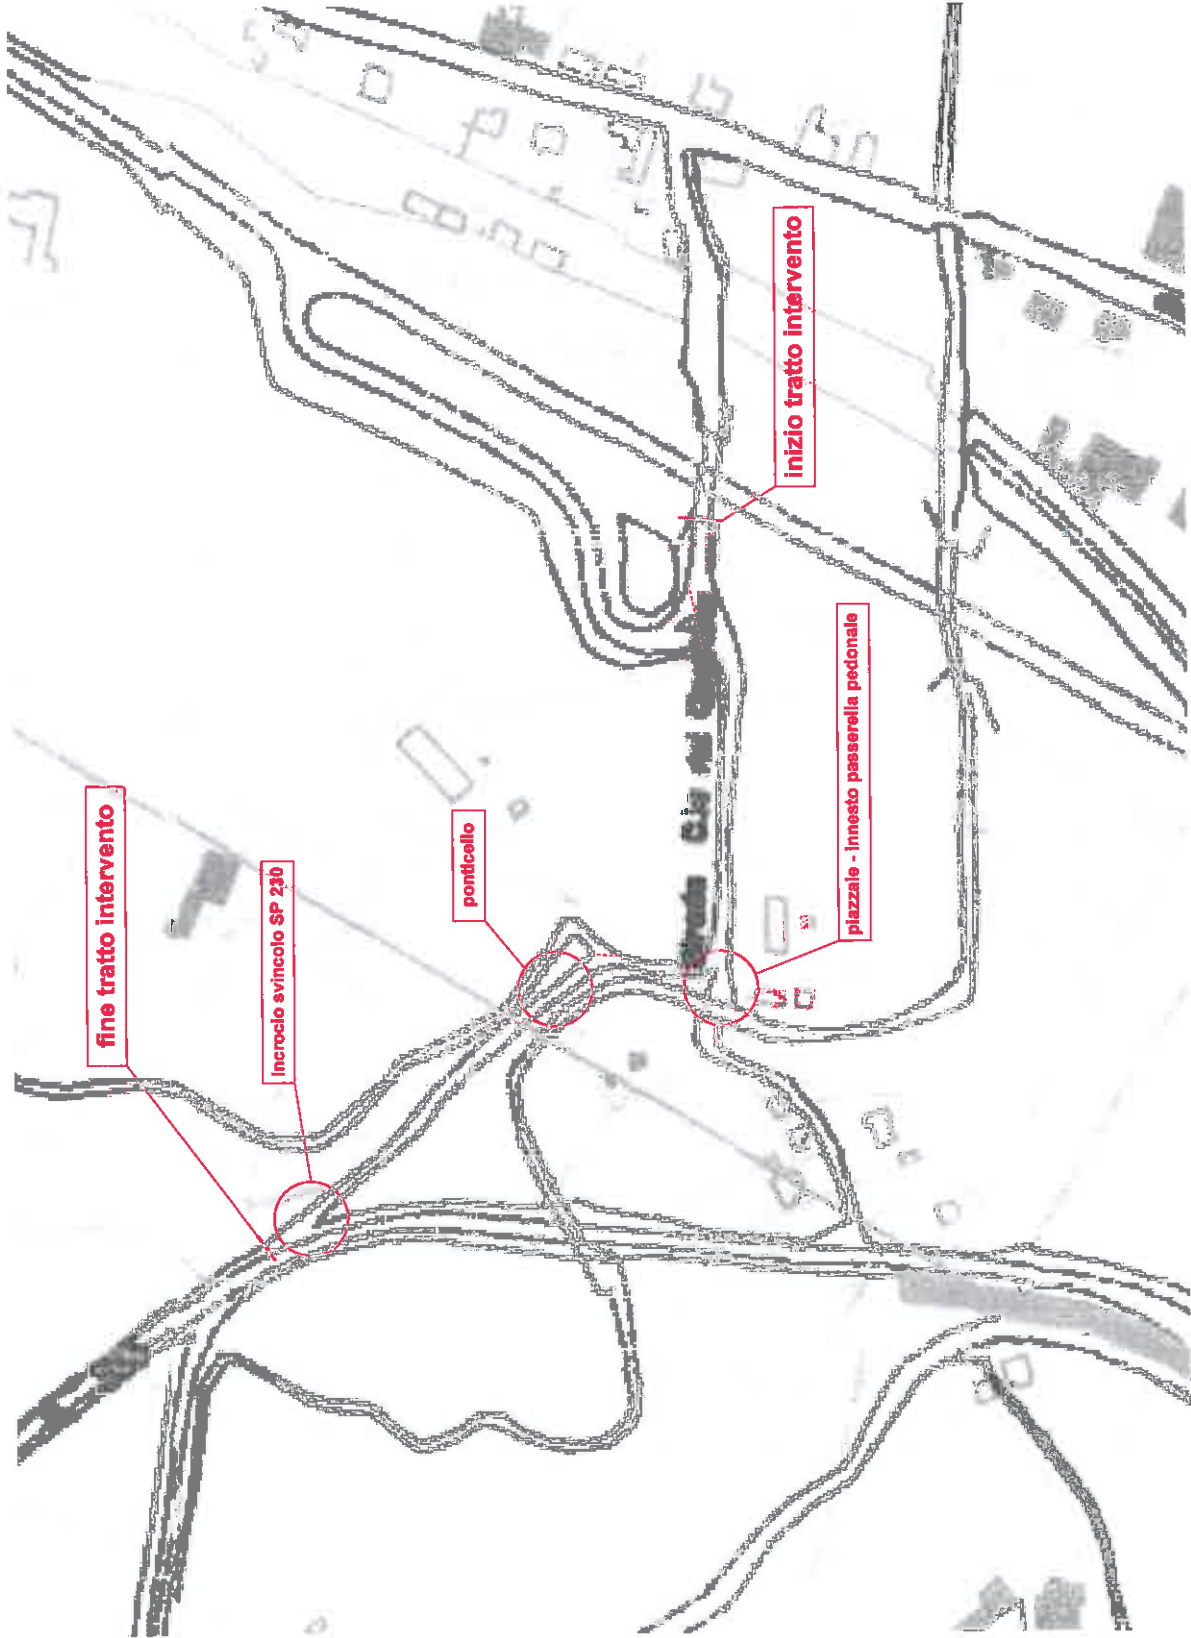 fine tratto intervento
incrocio svincolo SP 230
ponticello
inizio tratto intervento
piazzale - innesto passerella pedonale